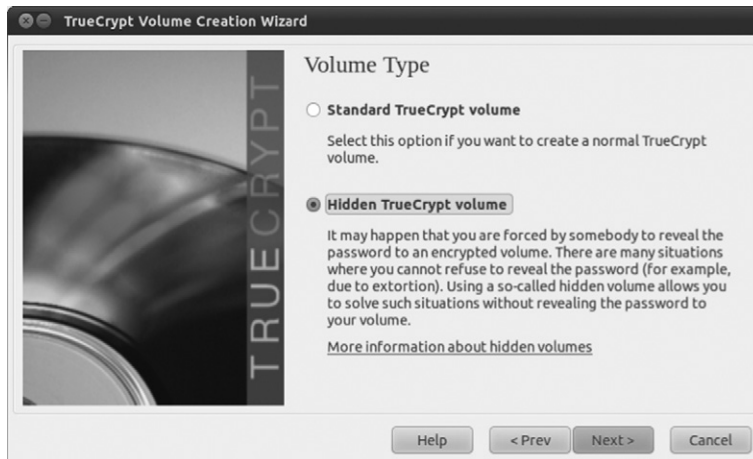 TrueCrypt Volume Creation Wizard
TRUECRYPT
Volume Type
Standard TrueCrypt volume
Select this option if you want to create a normal TrueCrypt
volume.
Hidden TrueCrypt volume
It may happen that you are forced by somebody to reveal the
password to an encrypted volume. There are many situations
where you cannot refuse to reveal the password (for example,
due to extortion). Using a so-called hidden volume allows you
to solve such situations without revealing the password to
your volume.
More information about hidden volumes
Help
< Prev
Next >
Cancel